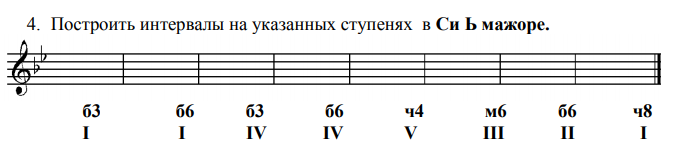 4. Построить интервалы на указанных ступенях в Си Ь мажоре.
б3 б6 б3 б6 ч4 м6 б6 ч8
I I IV IV V III II I